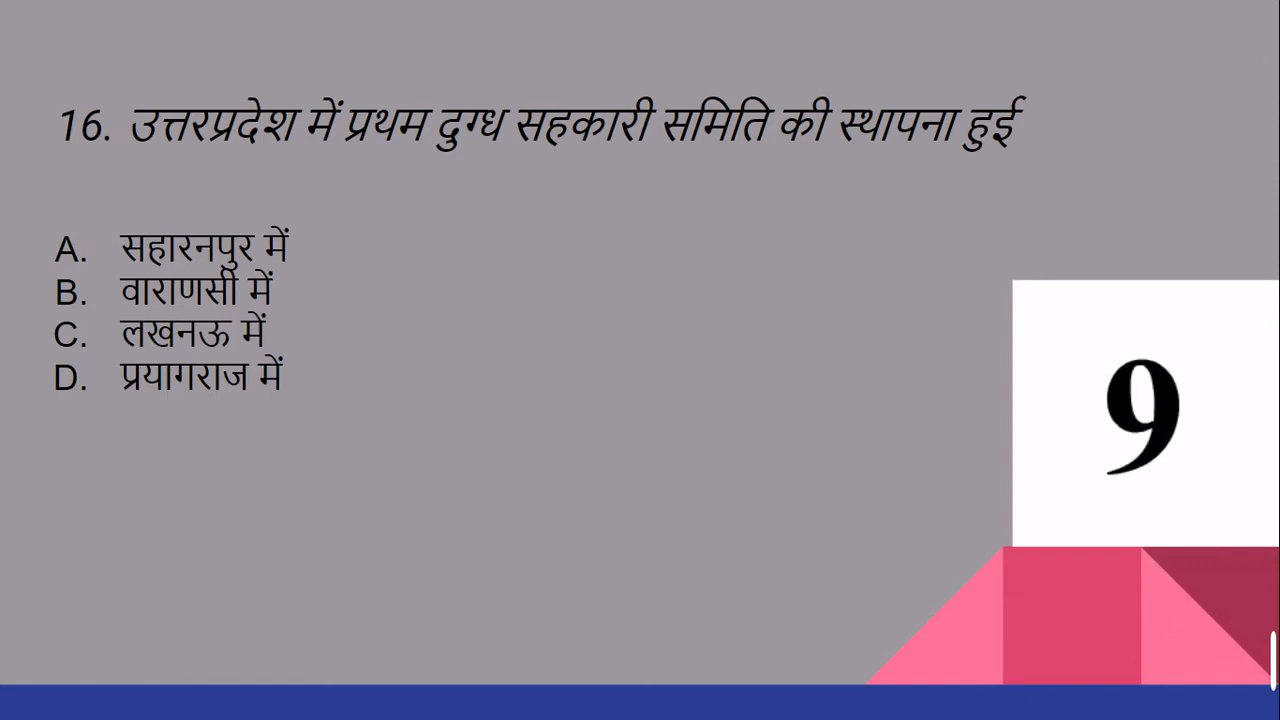 16. उत्तरप्रदेश में प्रथम दुग्ध सहकारी समिति की स्थापना हुई
A. सहारनपुर में
B. वाराणसी में
C. लखनऊ में
D. प्रयागराज में
9